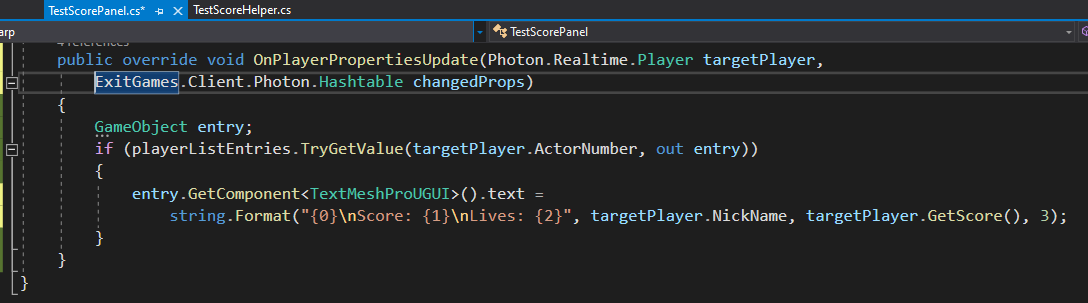 TestScorePanel.cs*
TestScoreHelper.cs
arp
TestScorePanel
4 references
public override void OnPlayerPropertiesUpdate(Photon.Realtime.Player targetPlayer,
ExitGames.Client.Photon.Hashtable changedProps)
{
GameObject entry;
if (playerListEntries.TryGetValue(targetPlayer.ActorNumber, out entry))
{
entry.GetComponent<TextMeshProUGUI>().text =
string.Format("{0}\nScore: {1}\nLives: {2}", targetPlayer.NickName, targetPlayer.GetScore(), 3);
}
}
}